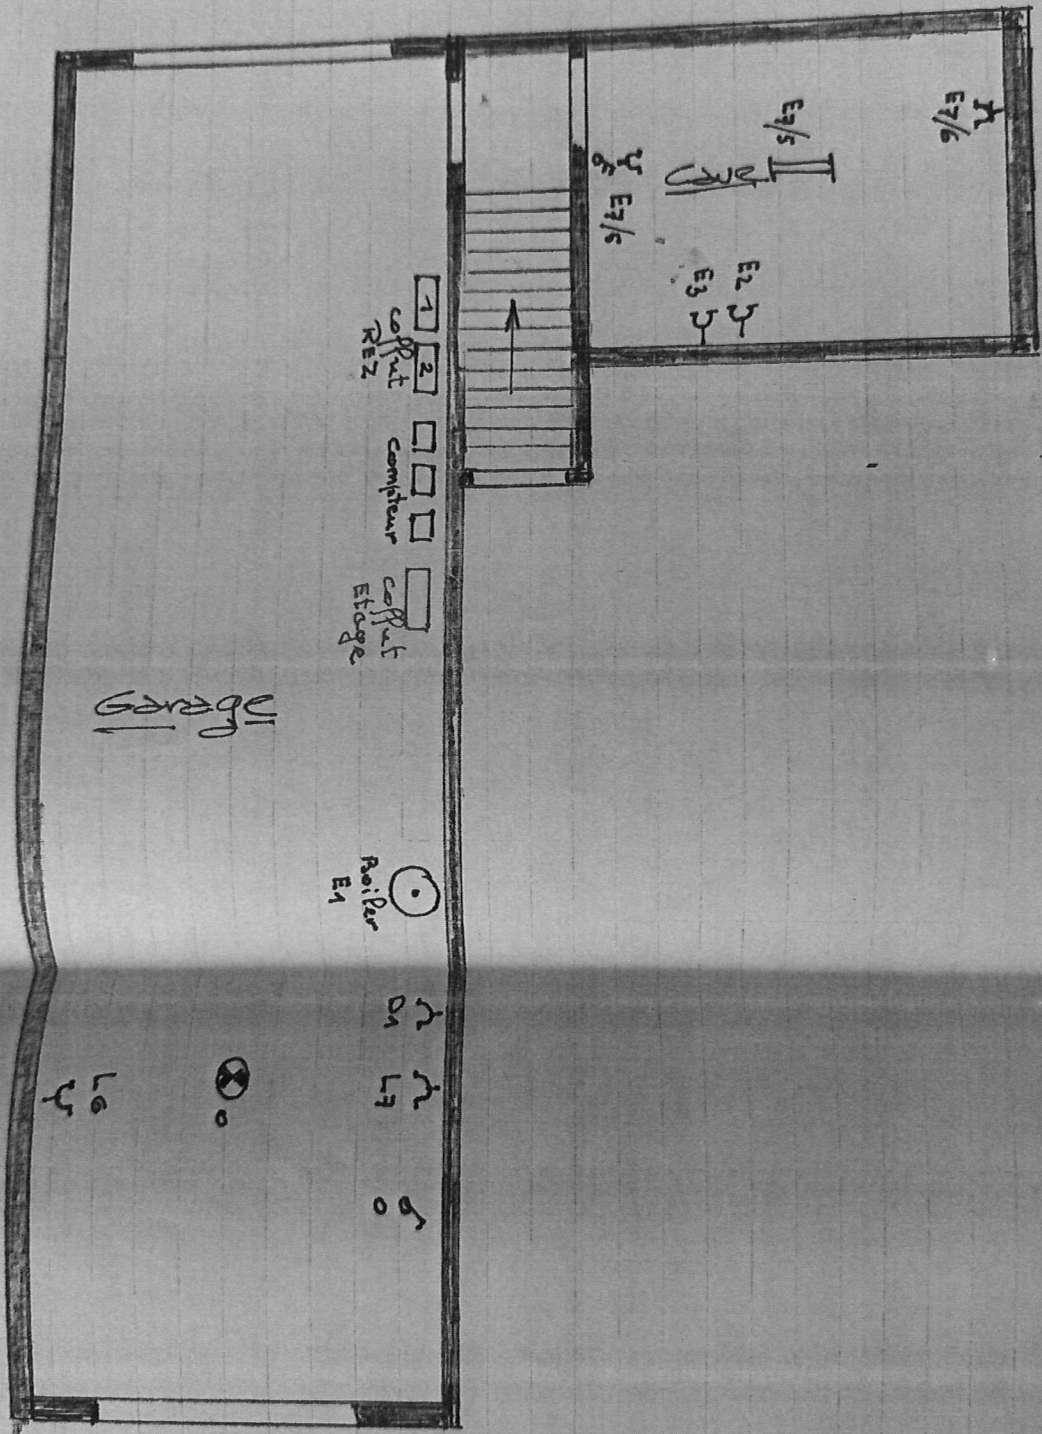 E7/6
E7/5
Cave
E7/5
E2
E3
1
2
coffret
REZ
compteur
coffret
Etage
Garage
Boiler
E1
D1
L7
L6
o
o